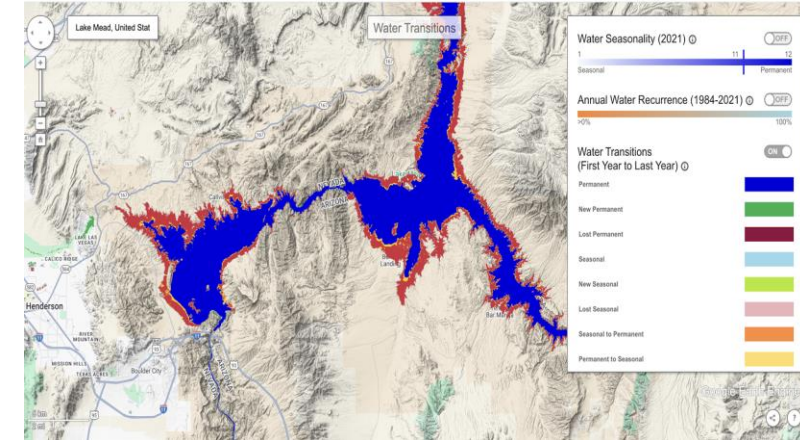 Lake Mead, United Stat
Water Transitions
Water Seasonality (2021)
OFF
1
11
12
Seasonal
Permanent
Annual Water Recurrence (1984-2021)
OFF
>0%
100%
Water Transitions
(First Year to Last Year)
ON
Permanent
New Permanent
Lost Permanent
Seasonal
New Seasonal
Lost Seasonal
Seasonal to Permanent
Permanent to Seasonal
NEVADA
ARIZONA
LAKE LAS
VEGAS
CALICO RIDGE
Henderson
RIVER
MOUNTAIN
MISSION HILLS
Boulder City
Landing
NEVADA